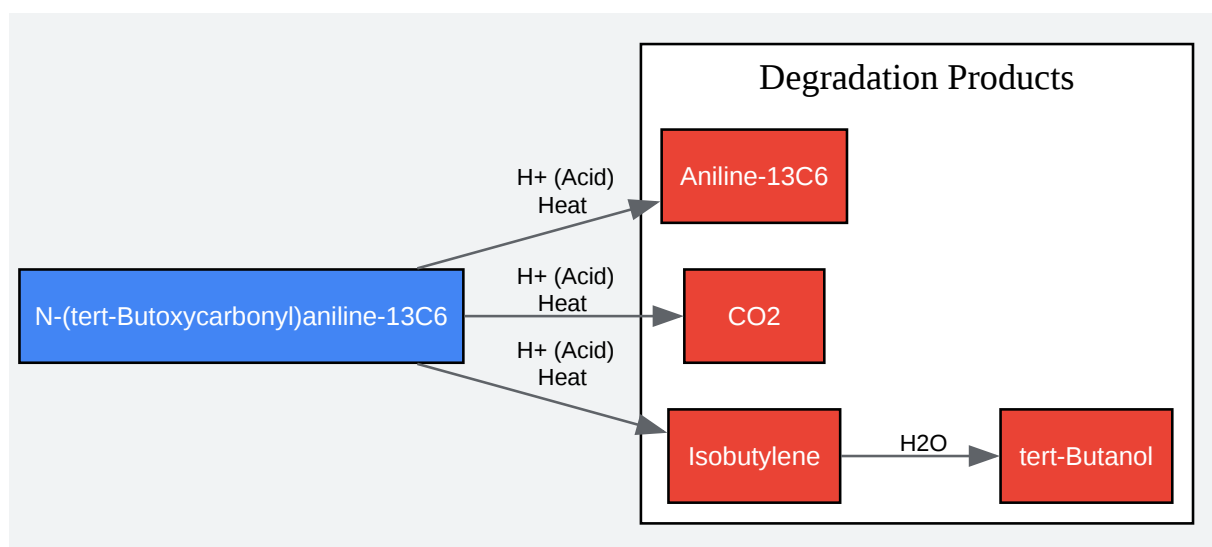 Degradation Products
H+ (Acid)
Heat
Aniline-13C6
N-(tert-Butoxycarbonyl)aniline-13C6
H+ (Acid)
Heat
CO2
H+ (Acid)
Heat
Isobutylene
H2O
tert-Butanol